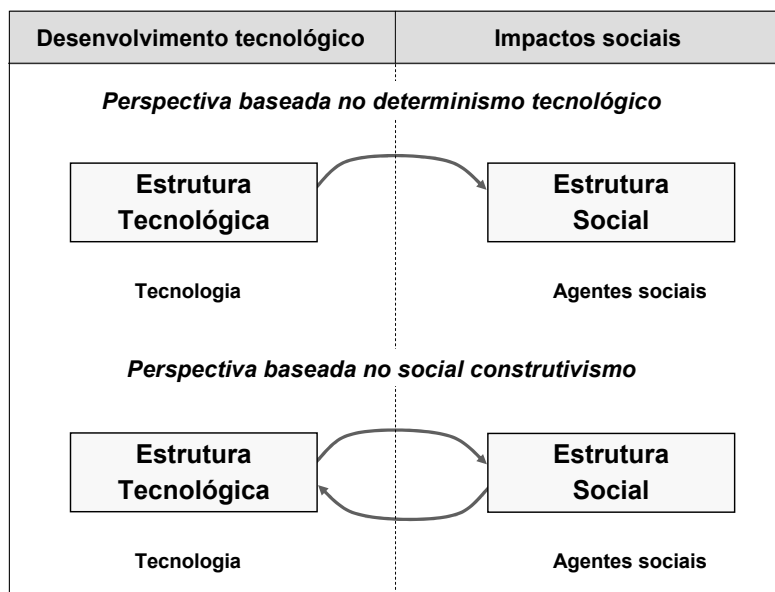 Desenvolvimento tecnológico
Impactos sociais
Perspectiva baseada no determinismo tecnológico
Estrutura
Tecnológica
Estrutura
Social
Tecnologia
Agentes sociais
Perspectiva baseada no social construtivismo
Estrutura
Tecnológica
Estrutura
Social
Tecnologia
Agentes sociais